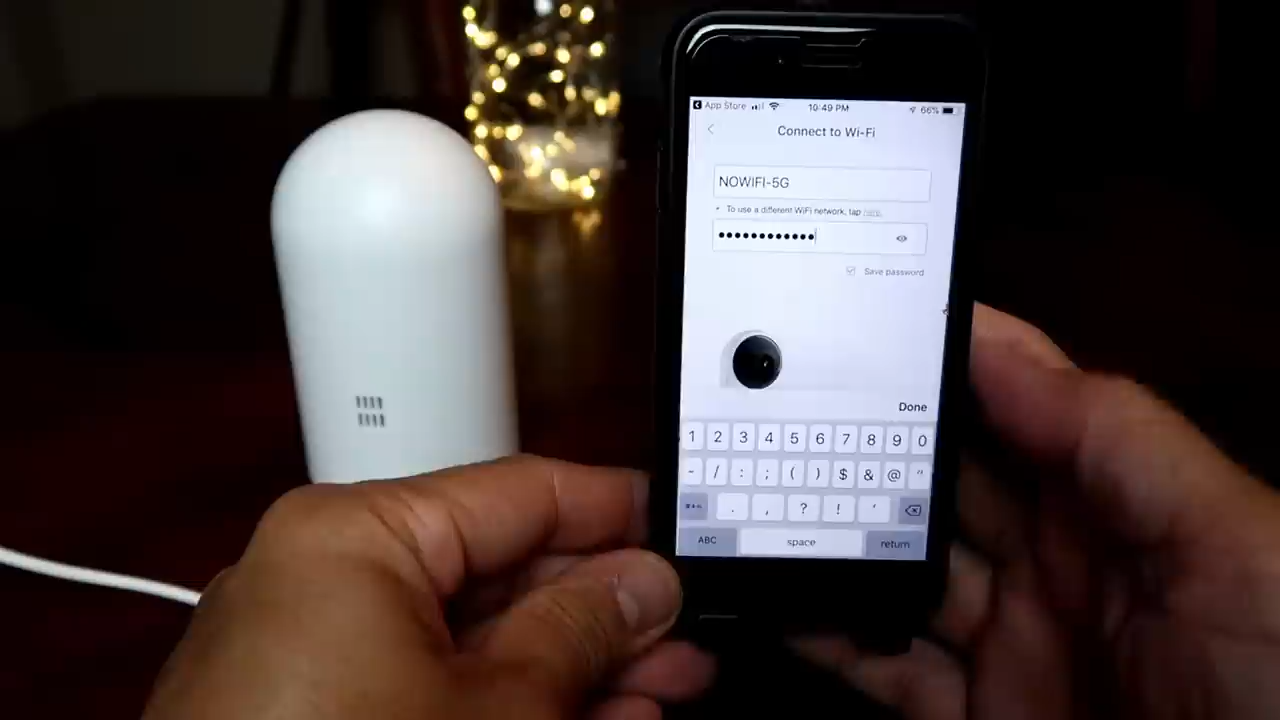 App Store 10:49 PM 66%
Connect to Wi-Fi
NOWIFI-5G
To use a different WiFi network, tap here.
••••••••••••
Save password
Done
1 2 3 4 5 6 7 8 9 0
- / : ; ( ) $ & @ "
#+= . , ? ! '
ABC space return